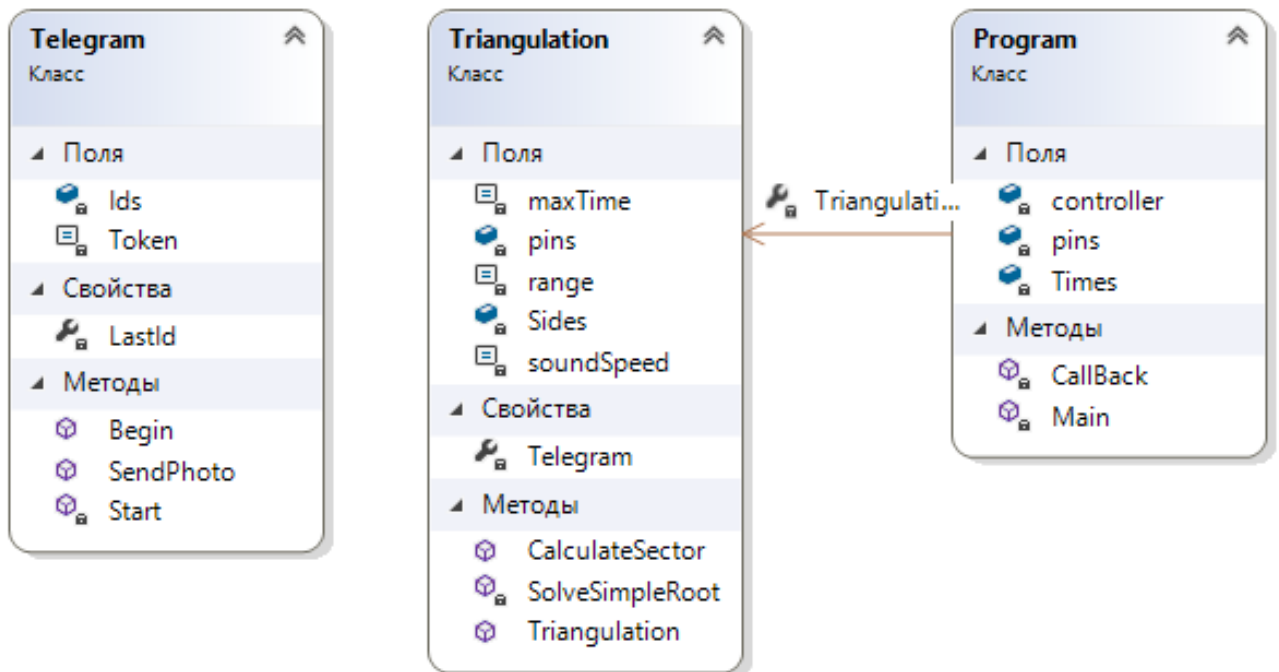 Telegram
Класс
Поля
Ids
Token
Свойства
LastId
Методы
Begin
SendPhoto
Start
Triangulation
Класс
Поля
maxTime
pins
range
Sides
soundSpeed
Свойства
Telegram
Методы
CalculateSector
SolveSimpleRoot
Triangulation
Triangulati...
Program
Класс
Поля
controller
pins
Times
Методы
CallBack
Main